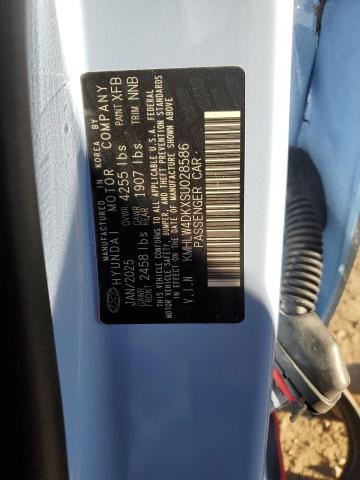 MANUFACTURED IN KOREA BY
HYUNDAI MOTOR COMPANY
JAN/2025 GVWR 4255 lbs PAINT XFB
GAWR FRONT 2458 lbs GAWR REAR 1907 lbs TRIM NNB
THIS VEHICLE CONFORMS TO ALL APPLICABLE U.S.A. FEDERAL
MOTOR VEHICLE SAFETY, BUMPER, AND THEFT PREVENTION STANDARDS
IN EFFECT ON THE DATE OF MANUFACTURE SHOWN ABOVE
V.I.N KMHLM4DKXSU028586
PASSENGER CAR